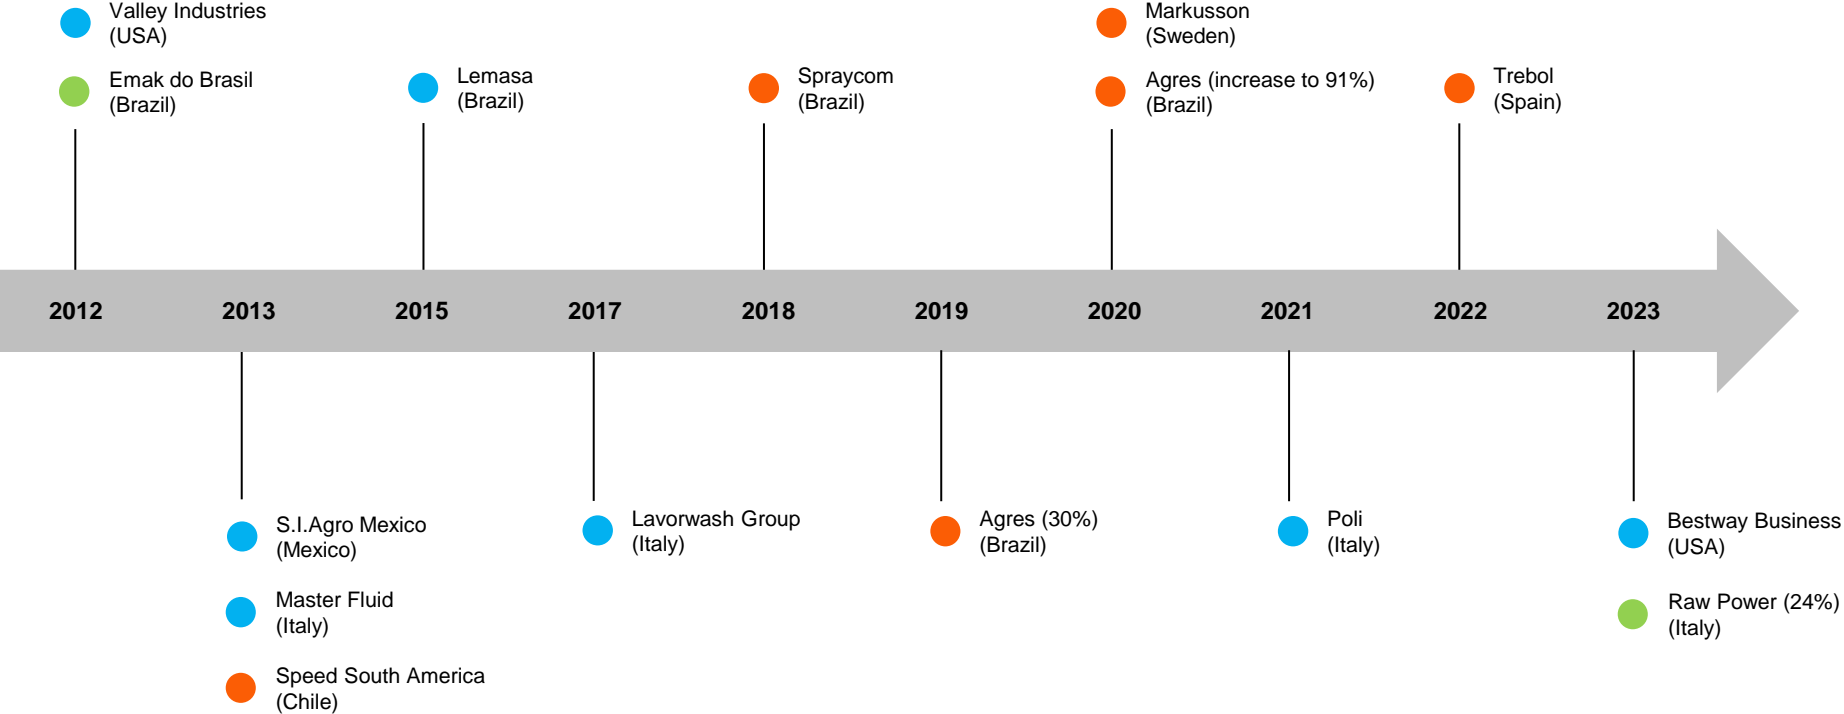 Valley Industries
(USA)
Emak do Brasil
(Brazil)
Lemasa
(Brazil)
Spraycom
(Brazil)
Markusson
(Sweden)
Agres (increase to 91%)
(Brazil)
Trebol
(Spain)
2012 2013 2015 2017 2018 2019 2020 2021 2022 2023
S.I.Agro Mexico
(Mexico)
Master Fluid
(Italy)
Speed South America
(Chile)
Lavorwash Group
(Italy)
Agres (30%)
(Brazil)
Poli
(Italy)
Bestway Business
(USA)
Raw Power (24%)
(Italy)